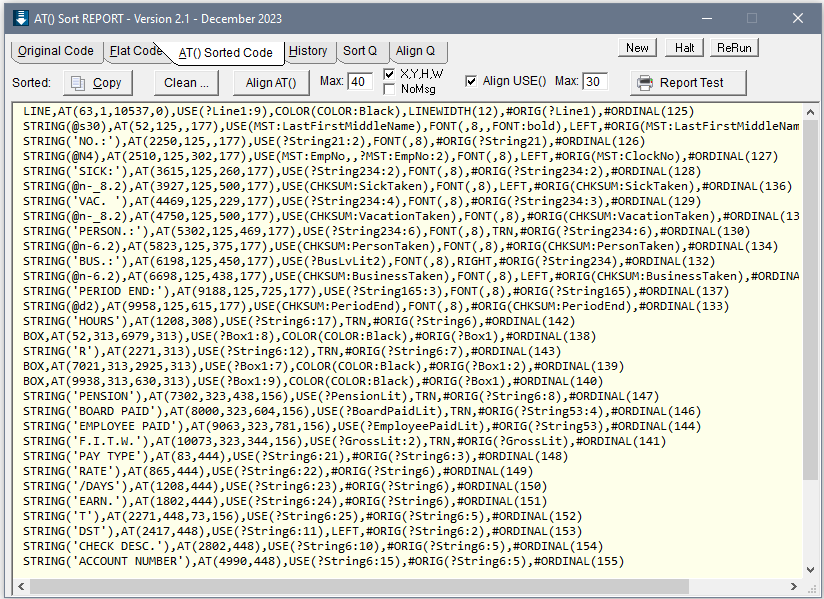 AT() Sort REPORT - Version 2.1 - December 2023
Original Code Flat Code AT() Sorted Code History Sort Q Align Q New Halt ReRun
Sorted: Copy Clean ... Align AT() Max: 40 X,Y,H,W NoMsg Align USE() Max: 30 Report Test
LINE,AT(63,1,10537,0),USE(?Line1:9),COLOR(COLOR:Black),LINEWIDTH(12),#ORIG(?Line1),#ORDINAL(125)
STRING(@s30),AT(52,125,,177),USE(MST:LastFirstMiddleName),FONT(,8,,FONT:bold),LEFT,#ORIG(MST:LastFirstMiddleNam
STRING('NO.:'),AT(2250,125,,177),USE(?String21:2),FONT(,8),#ORIG(?String21),#ORDINAL(126)
STRING(@N4),AT(2510,125,302,177),USE(MST:EmpNo,,?MST:EmpNo:2),FONT(,8),LEFT,#ORIG(MST:ClockNo),#ORDINAL(127)
STRING('SICK:'),AT(3615,125,260,177),USE(?String234:2),FONT(,8),#ORIG(?String234:2),#ORDINAL(128)
STRING(@n-_8.2),AT(3927,125,500,177),USE(CHKSUM:SickTaken),FONT(,8),LEFT,#ORIG(CHKSUM:SickTaken),#ORDINAL(136)
STRING('VAC. '),AT(4469,125,229,177),USE(?String234:4),FONT(,8),#ORIG(?String234:3),#ORDINAL(129)
STRING(@n-_8.2),AT(4750,125,500,177),USE(CHKSUM:VacationTaken),FONT(,8),#ORIG(CHKSUM:VacationTaken),#ORDINAL(13
STRING('PERSON.:'),AT(5302,125,469,177),USE(?String234:6),FONT(,8),TRN,#ORIG(?String234:6),#ORDINAL(130)
STRING(@n-6.2),AT(5823,125,375,177),USE(CHKSUM:PersonTaken),FONT(,8),#ORIG(CHKSUM:PersonTaken),#ORDINAL(134)
STRING('BUS.:'),AT(6198,125,450,177),USE(?BusLvLit2),FONT(,8),RIGHT,#ORIG(?String234),#ORDINAL(132)
STRING(@n-6.2),AT(6698,125,438,177),USE(CHKSUM:BusinessTaken),FONT(,8),LEFT,#ORIG(CHKSUM:BusinessTaken),#ORDINA
STRING('PERIOD END:'),AT(9188,125,725,177),USE(?String165:3),FONT(,8),#ORIG(?String165),#ORDINAL(137)
STRING(@d2),AT(9958,125,615,177),USE(CHKSUM:PeriodEnd),FONT(,8),#ORIG(CHKSUM:PeriodEnd),#ORDINAL(133)
STRING('HOURS'),AT(1208,308),USE(?String6:17),TRN,#ORIG(?String6),#ORDINAL(142)
BOX,AT(52,313,6979,313),USE(?Box1:8),COLOR(COLOR:Black),#ORIG(?Box1),#ORDINAL(138)
STRING('R'),AT(2271,313),USE(?String6:12),TRN,#ORIG(?String6:7),#ORDINAL(143)
BOX,AT(7021,313,2925,313),USE(?Box1:7),COLOR(COLOR:Black),#ORIG(?Box1:2),#ORDINAL(139)
BOX,AT(9938,313,630,313),USE(?Box1:9),COLOR(COLOR:Black),#ORIG(?Box1),#ORDINAL(140)
STRING('PENSION'),AT(7302,323,438,156),USE(?PensionLit),TRN,#ORIG(?String6:8),#ORDINAL(147)
STRING('BOARD PAID'),AT(8000,323,604,156),USE(?BoardPaidLit),TRN,#ORIG(?String53:4),#ORDINAL(146)
STRING('EMPLOYEE PAID'),AT(9063,323,781,156),USE(?EmployeePaidLit),#ORIG(?String53),#ORDINAL(144)
STRING('F.I.T.W.'),AT(10073,323,344,156),USE(?GrossLit:2),TRN,#ORIG(?GrossLit),#ORDINAL(141)
STRING('PAY TYPE'),AT(83,444),USE(?String6:21),#ORIG(?String6:3),#ORDINAL(148)
STRING('RATE'),AT(865,444),USE(?String6:22),#ORIG(?String6),#ORDINAL(149)
STRING('/DAYS'),AT(1208,444),USE(?String6:23),#ORIG(?String6),#ORDINAL(150)
STRING('EARN.'),AT(1802,444),USE(?String6:24),#ORIG(?String6),#ORDINAL(151)
STRING('T'),AT(2271,448,73,156),USE(?String6:25),#ORIG(?String6:5),#ORDINAL(152)
STRING('DST'),AT(2417,448),USE(?String6:11),LEFT,#ORIG(?String6:2),#ORDINAL(153)
STRING('CHECK DESC.'),AT(2802,448),USE(?String6:10),#ORIG(?String6:5),#ORDINAL(154)
STRING('ACCOUNT NUMBER'),AT(4990,448),USE(?String6:15),#ORIG(?String6:5),#ORDINAL(155)